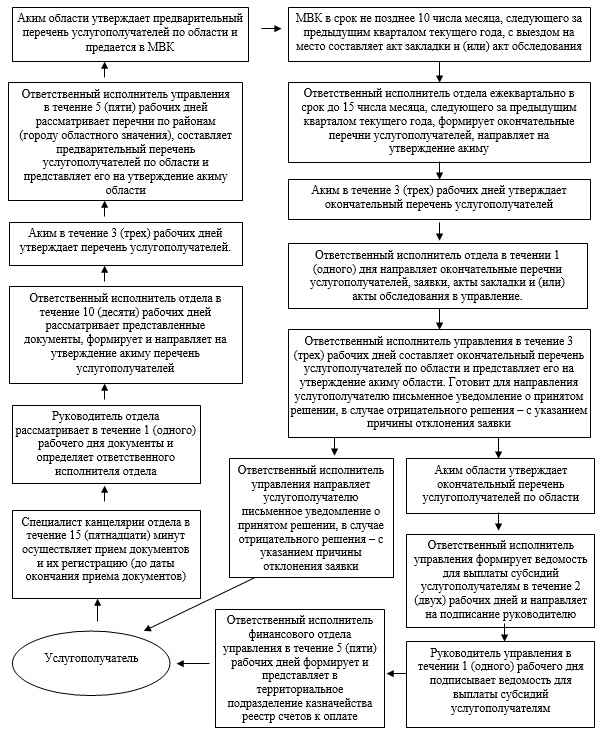 Аким области утверждает предварительный
перечень услугополучателей по области и
предается в МВК
МВК в срок не позднее 10 числа месяца, следующего за
предыдущим кварталом текущего года, с выездом на
место составляет акт закладки и (или) акт обследования
Ответственный исполнитель управления
в течение 5 (пяти) рабочих дней
рассматривает перечни по районам
(городу областного значения), составляет
предварительный перечень
услугополучателей по области и
представляет его на утверждение акиму
области
Ответственный исполнитель отдела ежеквартально в
срок до 15 числа месяца, следующего за предыдущим
кварталом текущего года, формирует окончательные
перечни услугополучателей, направляет на
утверждение акиму
Аким в течение 3 (трех) рабочих дней утверждает
окончательный перечень услугополучателей
Аким в течение 3 (трех) рабочих дней
утверждает перечень услугополучателей.
Ответственный исполнитель отдела в течении 1
(одного) дня направляет окончательные перечни
услугополучателей, заявки, акты закладки и (или)
акты обследования в управление.
Ответственный исполнитель отдела в
течение 10 (десяти) рабочих дней
рассматривает представленные
документы, формирует и направляет на
утверждение акиму перечень
услугополучателей
Ответственный исполнитель управления в течение 3
(трех) рабочих дней составляет окончательный перечень
услугополучателей по области и представляет его на
утверждение акиму области. Готовит для направления
услугополучателю письменное уведомление о принятом
решении, в случае отрицательного решения – с указанием
причины отклонения заявки
Руководитель отдела
рассматривает в течение 1 (одного)
рабочего дня документы и
определяет ответственного
исполнителя отдела
Ответственный исполнитель
управления направляет
услугополучателю
письменное уведомление о
принятом решении, в случае
отрицательного решения – с
указанием причины
отклонения заявки
Аким области утверждает
окончательный перечень
услугополучателей по области
Специалист канцелярии отдела в
течение 15 (пятнадцати) минут
осуществляет прием документов
и их регистрацию (до даты
окончания приема документов)
Ответственный исполнитель
управления формирует ведомость
для выплаты субсидий
услугополучателям в течение 2
(двух) рабочих дней и направляет
на подписание руководителю
Услугополучатель
Ответственный исполнитель
финансового отдела
управления в течение 5 (пяти)
рабочих дней формирует и
представляет в
территориальное
подразделение казначейства
реестр счетов к оплате
Руководитель управления в
течении 1 (одного) рабочего дня
подписывает ведомость для
выплаты субсидий
услугополучателям